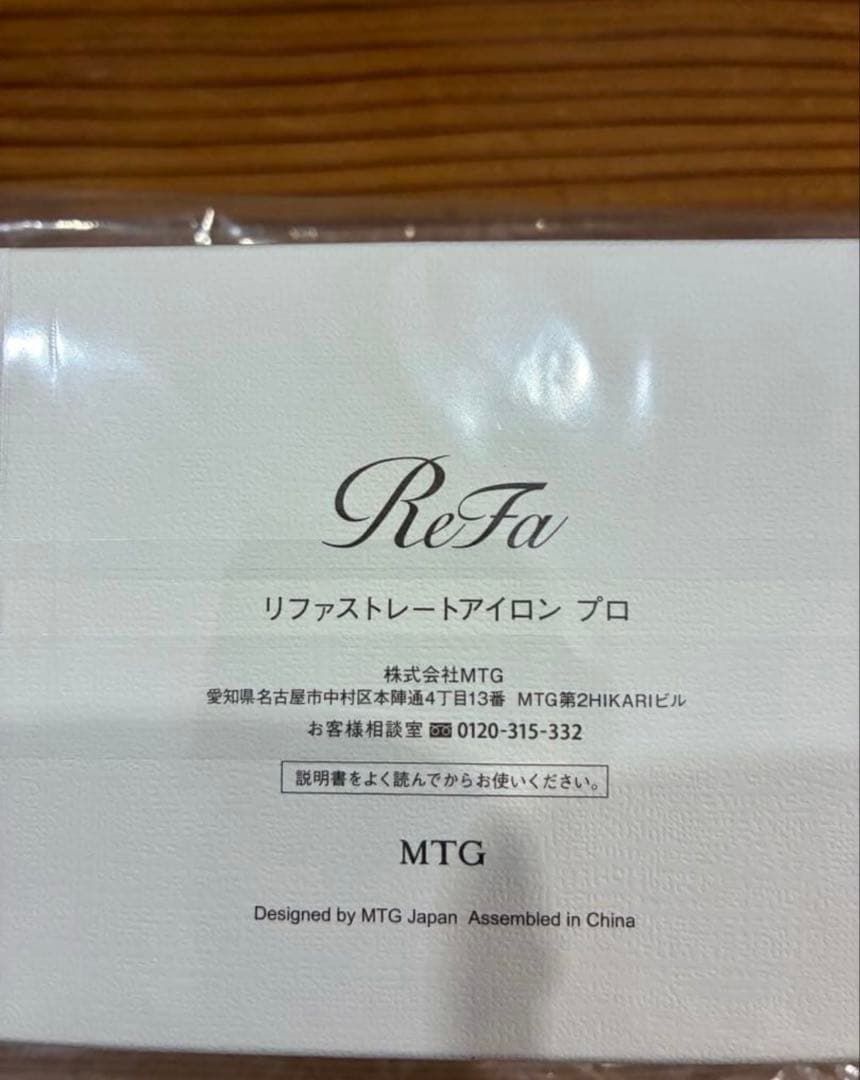 ReFa
リファストレートアイロン プロ
株式会社MTG
愛知県名古屋市中村区本陣通4丁目13番 MTG第2HIKARIビル
お客様相談室 0120-315-332
説明書をよく読んでからお使いください。
MTG
Designed by MTG Japan Assembled in China